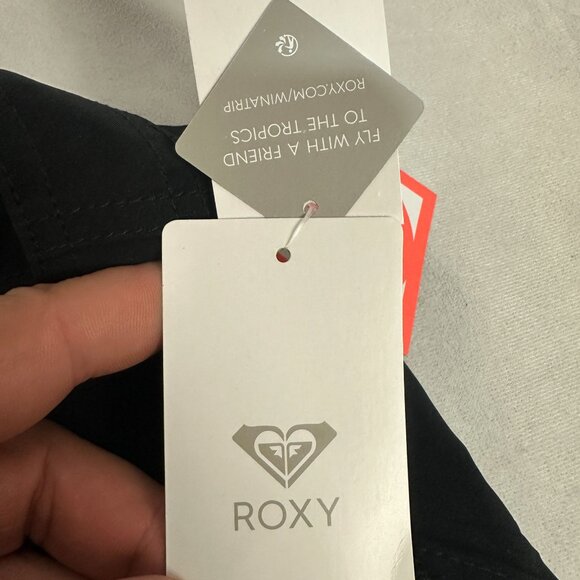 FLY WITH A FRIEND
TO THE TROPICS
ROXY.COM/WINATRIP
ROXY